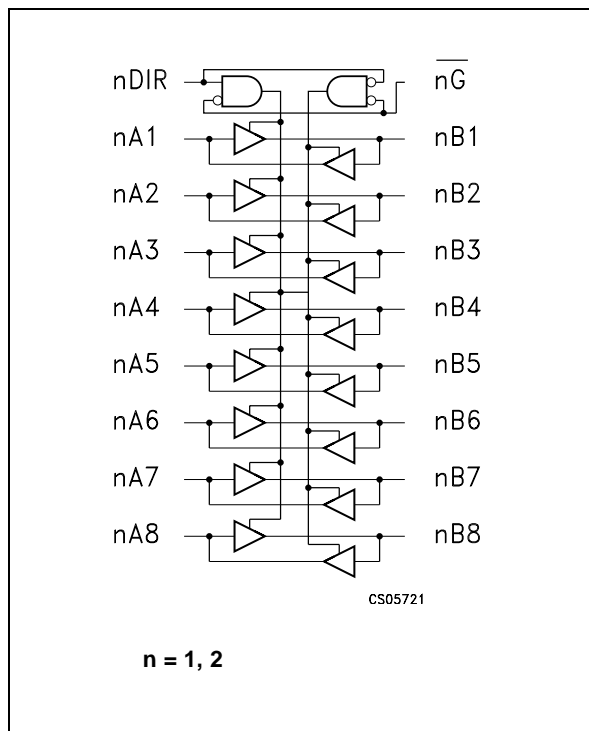 nDIR nG̅
nA1 nB1
nA2 nB2
nA3 nB3
nA4 nB4
nA5 nB5
nA6 nB6
nA7 nB7
nA8 nB8
CS05721
n = 1, 2